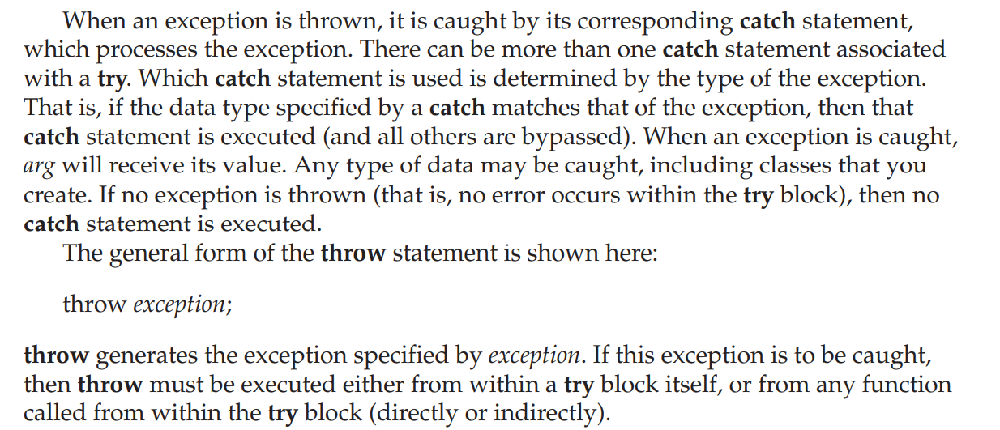 When an exception is thrown, it is caught by its corresponding catch statement,
which processes the exception. There can be more than one catch statement associated
with a try. Which catch statement is used is determined by the type of the exception.
That is, if the data type specified by a catch matches that of the exception, then that
catch statement is executed (and all others are bypassed). When an exception is caught,
arg will receive its value. Any type of data may be caught, including classes that you
create. If no exception is thrown (that is, no error occurs within the try block), then no
catch statement is executed.
The general form of the throw statement is shown here:
throw exception;
throw generates the exception specified by exception. If this exception is to be caught,
then throw must be executed either from within a try block itself, or from any function
called from within the try block (directly or indirectly).